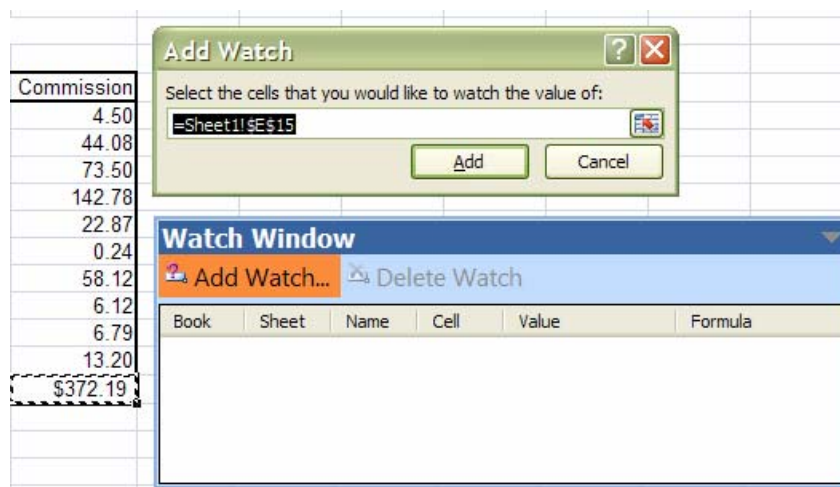 Add Watch
Select the cells that you would like to watch the value of:
=Sheet1!$E$15
Add Cancel
Commission
4.50
44.08
73.50
142.78
22.87
0.24
58.12
6.12
6.79
13.20
$372.19
Watch Window
Add Watch... Delete Watch
Book Sheet Name Cell Value Formula